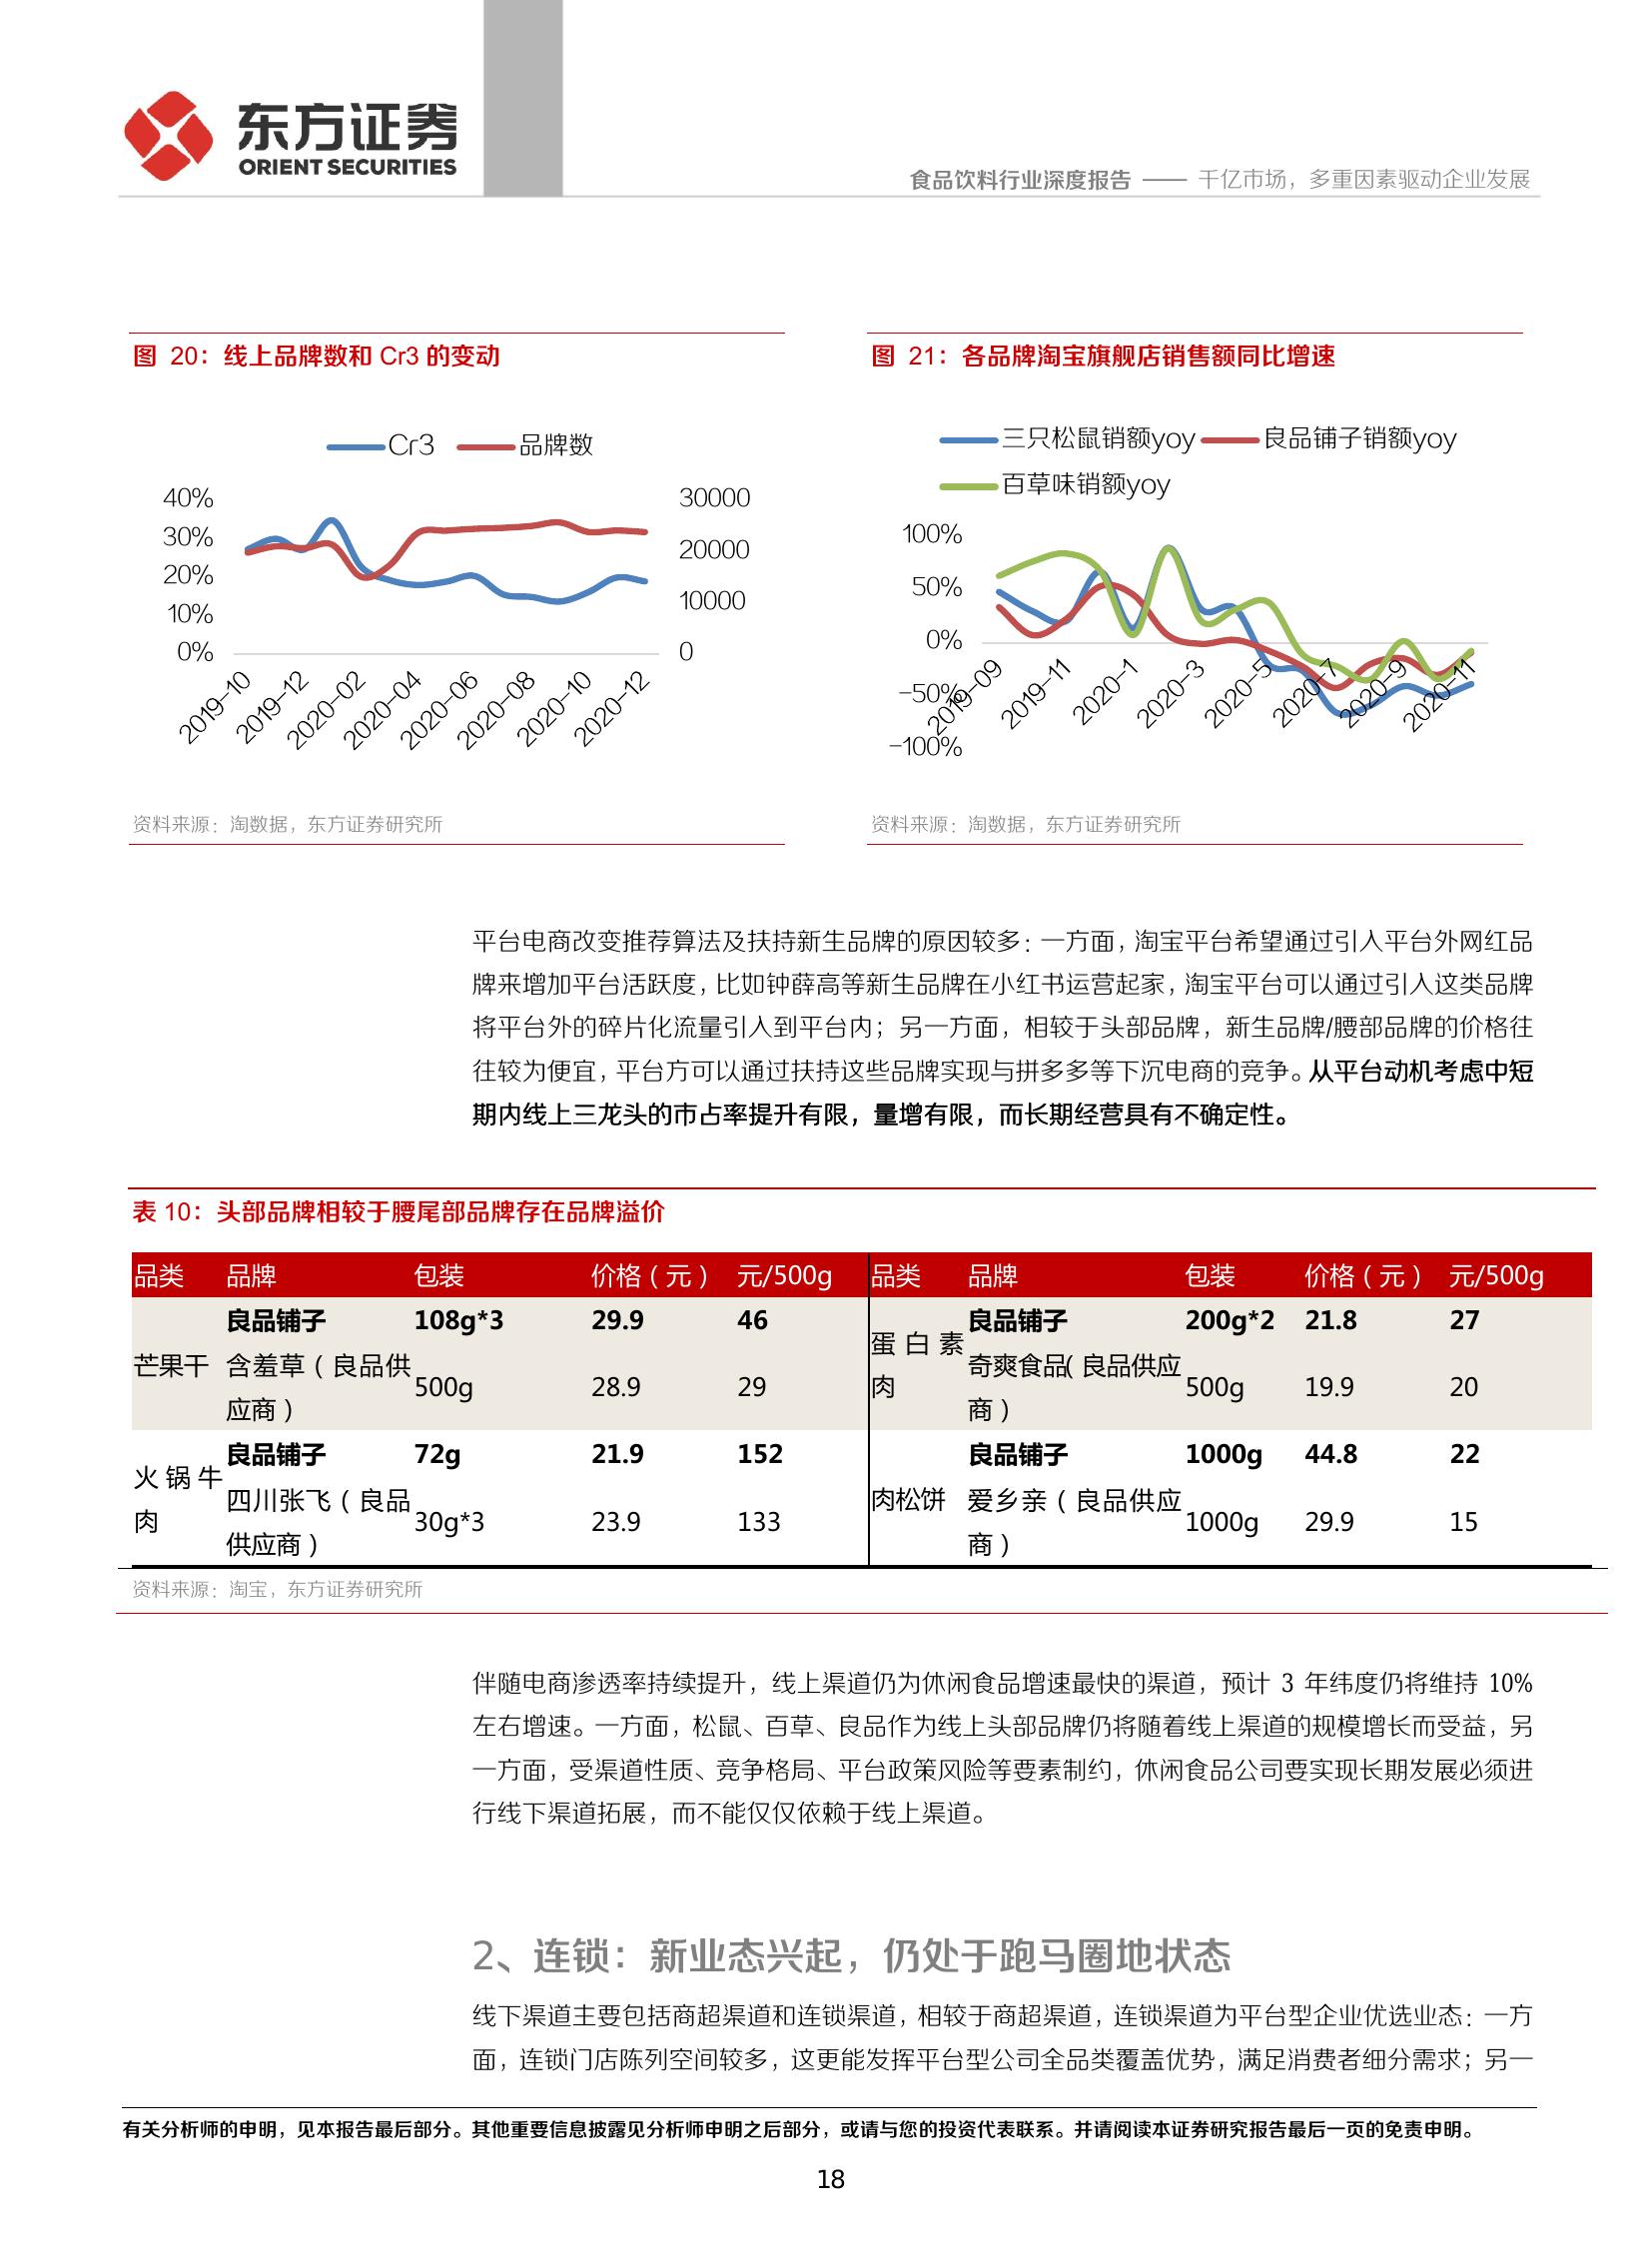 东方证券
ORIENT SECURITIES
食品饮料行业深度报告 —— 千亿市场，多重因素驱动企业发展
图 20：线上品牌数和 Cr3 的变动
Cr3 品牌数
40%
30%
20%
10%
0%
30000
20000
10000
0
2019-10
2019-12
2020-02
2020-04
2020-06
2020-08
2020-10
2020-12
资料来源：淘数据，东方证券研究所
图 21：各品牌淘宝旗舰店销售额同比增速
三只松鼠销额yoy 良品铺子销额yoy
百草味销额yoy
100%
50%
0%
-50%
-100%
2019-09
2019-11
2020-1
2020-3
2020-5
2020-7
2020-9
2020-11
资料来源：淘数据，东方证券研究所
平台电商改变推荐算法及扶持新生品牌的原因较多：一方面，淘宝平台希望通过引入平台外网红品
牌来增加平台活跃度，比如钟薛高等新生品牌在小红书运营起家，淘宝平台可以通过引入这类品牌
将平台外的碎片化流量引入到平台内；另一方面，相较于头部品牌，新生品牌/腰部品牌的价格往
往较为便宜，平台方可以通过扶持这些品牌实现与拼多多等下沉电商的竞争。从平台动机考虑中短
期内线上三龙头的市占率提升有限，量增有限，而长期经营具有不确定性。
表 10：头部品牌相较于腰尾部品牌存在品牌溢价
品类 品牌 包装 价格（元） 元/500g 品类 品牌 包装 价格（元） 元/500g
芒果干 良品铺子 108g*3 29.9 46 蛋白素肉 良品铺子 200g*2 21.8 27
含羞草（良品供应商） 500g 28.9 29 奇爽食品（良品供应商） 500g 19.9 20
火锅牛肉 良品铺子 72g 21.9 152 肉松饼 良品铺子 1000g 44.8 22
四川张飞（良品供应商） 30g*3 23.9 133 爱乡亲（良品供应商） 1000g 29.9 15
资料来源：淘宝，东方证券研究所
伴随电商渗透率持续提升，线上渠道仍为休闲食品增速最快的渠道，预计 3 年纬度仍将维持 10%
左右增速。一方面，松鼠、百草、良品作为线上头部品牌仍将随着线上渠道的规模增长而受益，另
一方面，受渠道性质、竞争格局、平台政策风险等要素制约，休闲食品公司要实现长期发展必须进
行线下渠道拓展，而不能仅仅依赖于线上渠道。
2、连锁：新业态兴起，仍处于跑马圈地状态
线下渠道主要包括商超渠道和连锁渠道，相较于商超渠道，连锁渠道为平台型企业优选业态：一方
面，连锁门店陈列空间较多，这更能发挥平台型公司全品类覆盖优势，满足消费者细分需求；另一
有关分析师的申明，见本报告最后部分。其他重要信息披露见分析师申明之后部分，或请与您的投资代表联系。并请阅读本证券研究报告最后一页的免责申明。
18